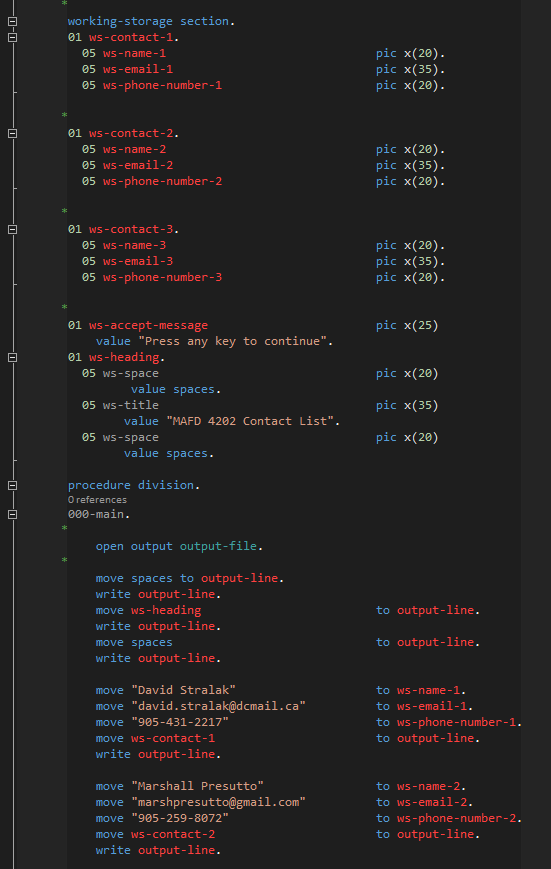 *
working-storage section.
01 ws-contact-1.
05 ws-name-1 pic x(20).
05 ws-email-1 pic x(35).
05 ws-phone-number-1 pic x(20).
*
01 ws-contact-2.
05 ws-name-2 pic x(20).
05 ws-email-2 pic x(35).
05 ws-phone-number-2 pic x(20).
*
01 ws-contact-3.
05 ws-name-3 pic x(20).
05 ws-email-3 pic x(35).
05 ws-phone-number-3 pic x(20).
*
01 ws-accept-message pic x(25)
value "Press any key to continue".
01 ws-heading.
05 ws-space pic x(20)
value spaces.
05 ws-title pic x(35)
value "MAFD 4202 Contact List".
05 ws-space pic x(20)
value spaces.
procedure division.
0 references
000-main.
*
open output output-file.
*
move spaces to output-line.
write output-line.
move ws-heading to output-line.
write output-line.
move spaces to output-line.
write output-line.
move "David Stralak" to ws-name-1.
move "david.stralak@dcmail.ca" to ws-email-1.
move "905-431-2217" to ws-phone-number-1.
move ws-contact-1 to output-line.
write output-line.
move "Marshall Presutto" to ws-name-2.
move "marshpresutto@gmail.com" to ws-email-2.
move "905-259-8072" to ws-phone-number-2.
move ws-contact-2 to output-line.
write output-line.